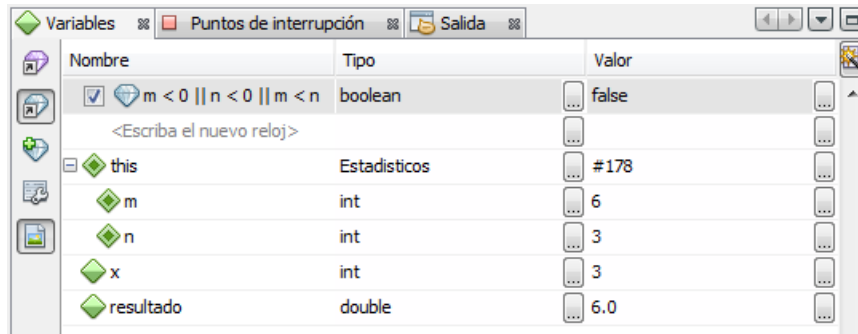 Variables Puntos de interrupción Salida
Nombre Tipo Valor
m < 0 || n < 0 || m < n boolean ... false ...
<Escriba el nuevo reloj> ... ...
this Estadisticos ... #178 ...
m int ... 6 ...
n int ... 3 ...
x int ... 3 ...
resultado double ... 6.0 ...